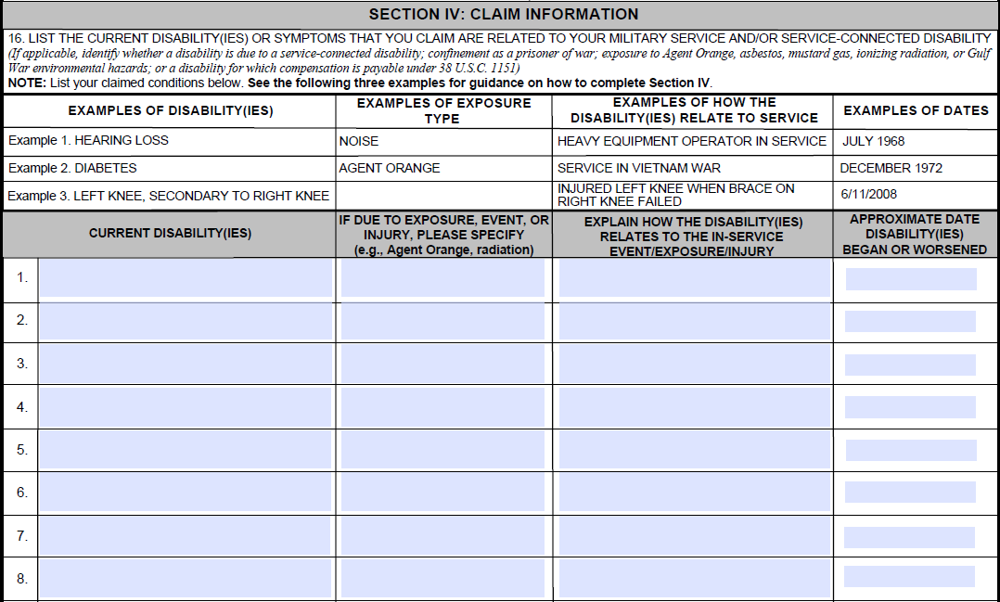 SECTION IV: CLAIM INFORMATION
16. LIST THE CURRENT DISABILITY(IES) OR SYMPTOMS THAT YOU CLAIM ARE RELATED TO YOUR MILITARY SERVICE AND/OR SERVICE-CONNECTED DISABILITY
(If applicable, identify whether a disability is due to a service-connected disability; confinement as a prisoner of war; exposure to Agent Orange, asbestos, mustard gas, ionizing radiation, or Gulf
War environmental hazards; or a disability for which compensation is payable under 38 U.S.C. 1151)
NOTE: List your claimed conditions below. See the following three examples for guidance on how to complete Section IV.
EXAMPLES OF DISABILITY(IES)
EXAMPLES OF EXPOSURE
TYPE
EXAMPLES OF HOW THE
DISABILITY(IES) RELATE TO SERVICE
EXAMPLES OF DATES
Example 1. HEARING LOSS
NOISE
HEAVY EQUIPMENT OPERATOR IN SERVICE
JULY 1968
Example 2. DIABETES
AGENT ORANGE
SERVICE IN VIETNAM WAR
DECEMBER 1972
Example 3. LEFT KNEE, SECONDARY TO RIGHT KNEE
INJURED LEFT KNEE WHEN BRACE ON
RIGHT KNEE FAILED
6/11/2008
CURRENT DISABILITY(IES)
IF DUE TO EXPOSURE, EVENT, OR
INJURY, PLEASE SPECIFY
(e.g., Agent Orange, radiation)
EXPLAIN HOW THE DISABILITY(IES)
RELATES TO THE IN-SERVICE
EVENT/EXPOSURE/INJURY
APPROXIMATE DATE
DISABILITY(IES)
BEGAN OR WORSENED
1.
2.
3.
4.
5.
6.
7.
8.